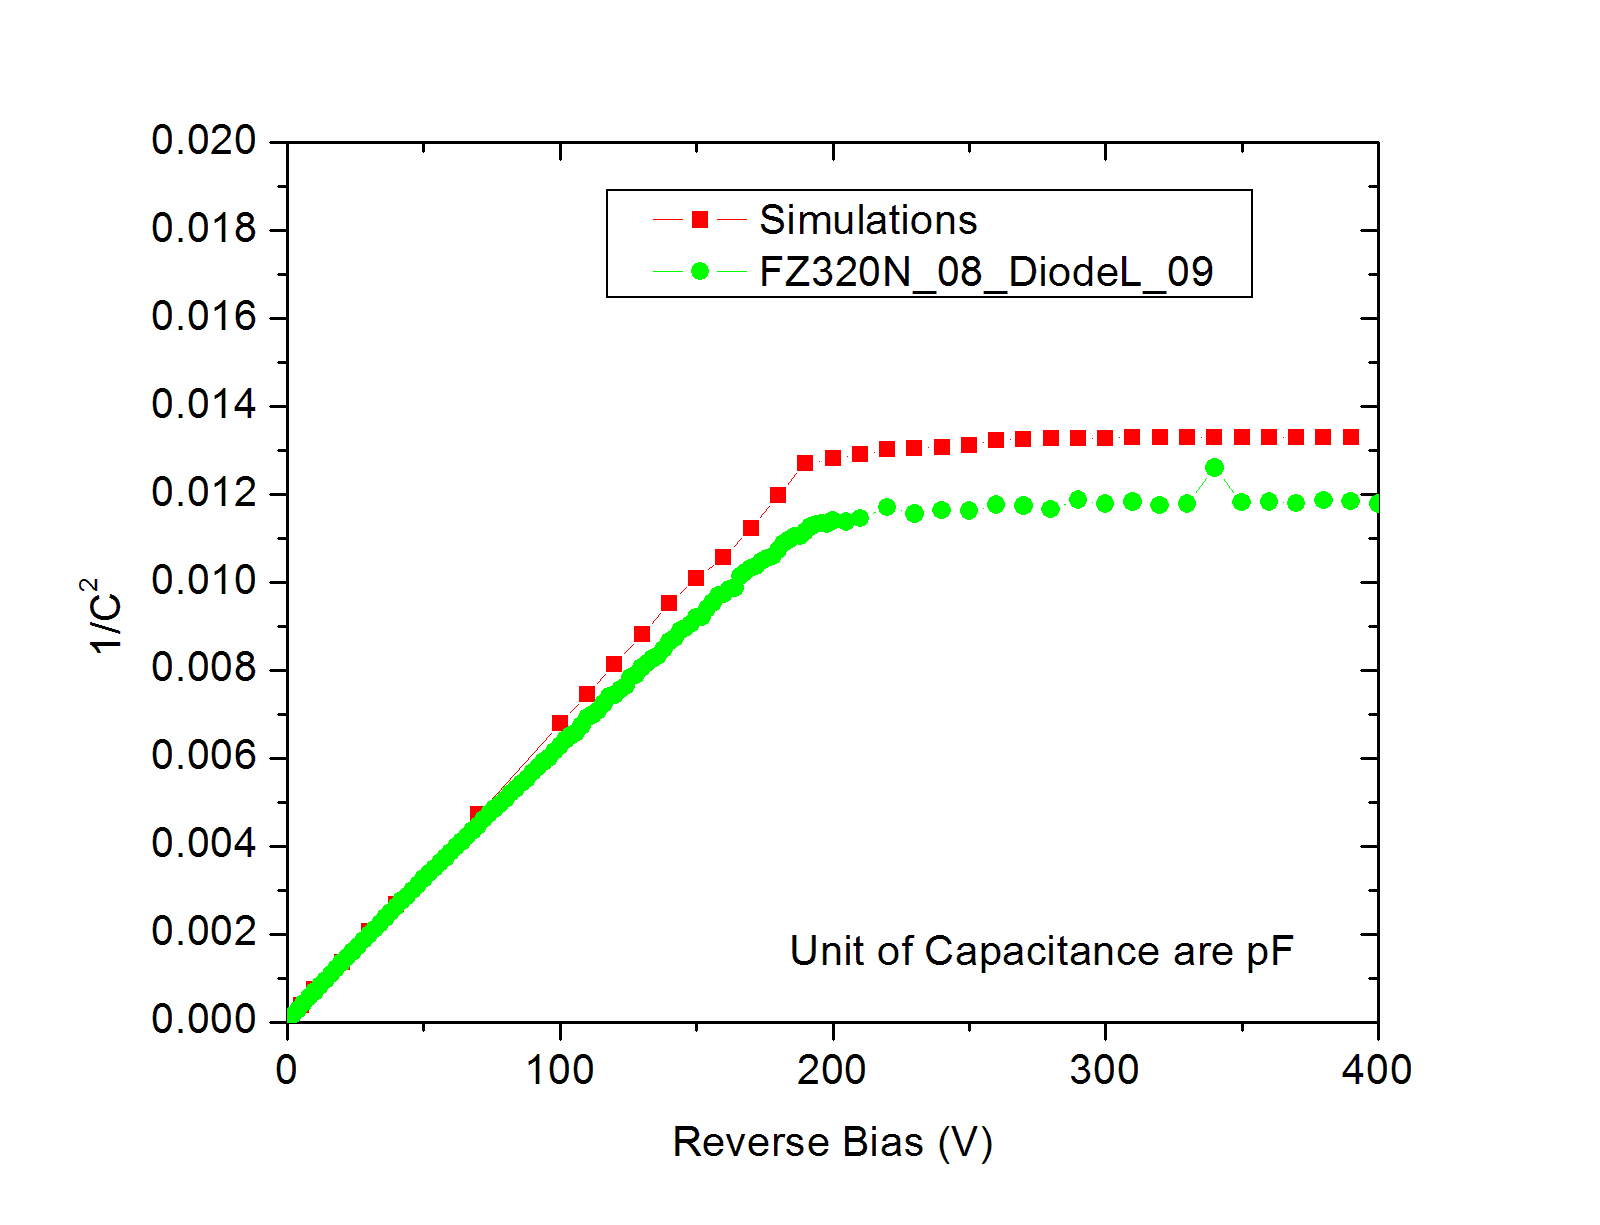 0.020
0.018
0.016
0.014
0.012
0.010
0.008
0.006
0.004
0.002
0.000
1/C²
Simulations
FZ320N_08_DiodeL_09
Unit of Capacitance are pF
0 100 200 300 400
Reverse Bias (V)